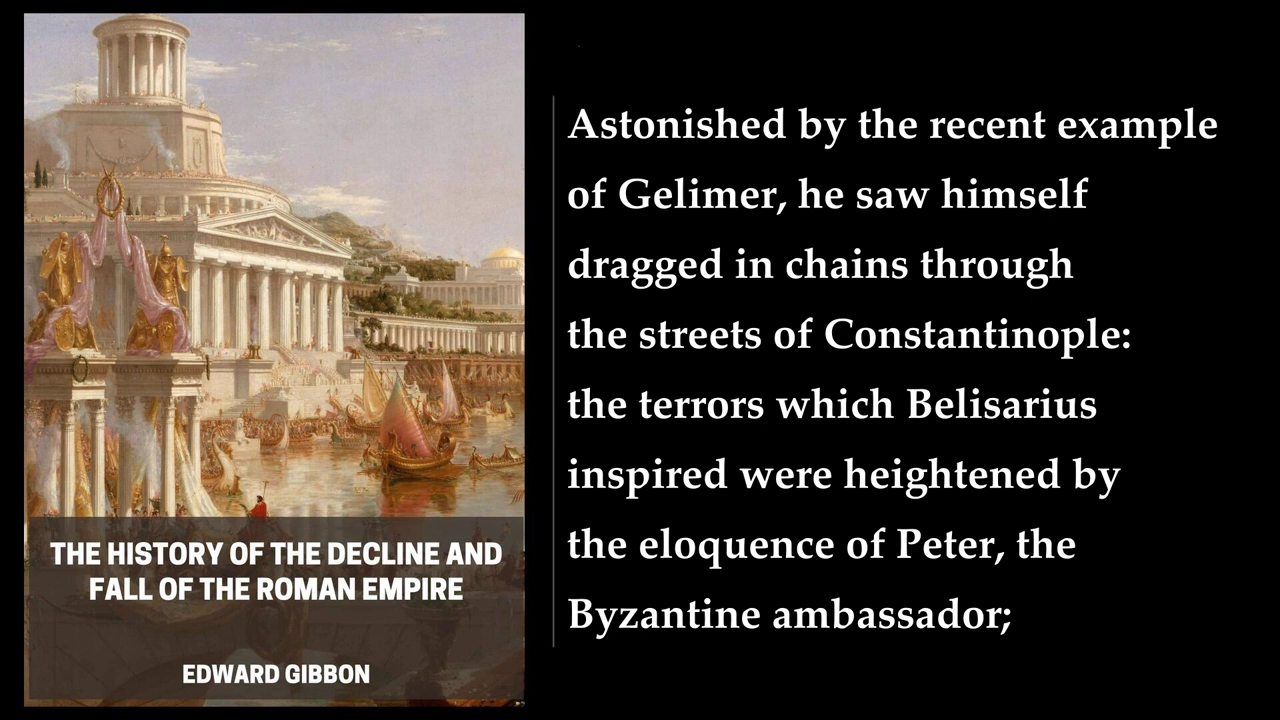 THE HISTORY OF THE DECLINE AND
FALL OF THE ROMAN EMPIRE
EDWARD GIBBON
Astonished by the recent example
of Gelimer, he saw himself
dragged in chains through
the streets of Constantinople:
the terrors which Belisarius
inspired were heightened by
the eloquence of Peter, the
Byzantine ambassador;